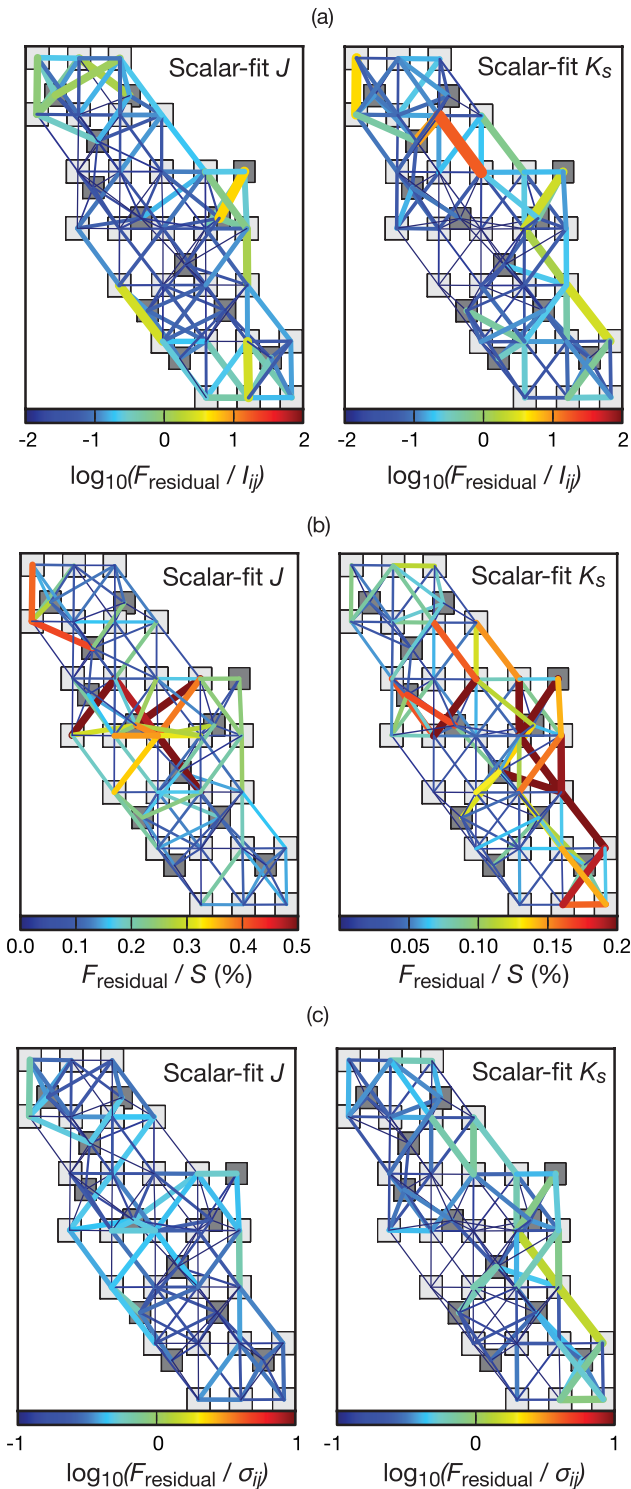 (a)
Scalar-fit J
Scalar-fit Ks
-2 -1 0 1 2
-2 -1 0 1 2
log10(Fresidual / Iij)
log10(Fresidual / Iij)
(b)
Scalar-fit J
Scalar-fit Ks
0.0 0.1 0.2 0.3 0.4 0.5
0.05 0.10 0.15 0.2
Fresidual / S (%)
Fresidual / S (%)
(c)
Scalar-fit J
Scalar-fit Ks
-1 0 1
-1 0 1
log10(Fresidual / σij)
log10(Fresidual / σij)